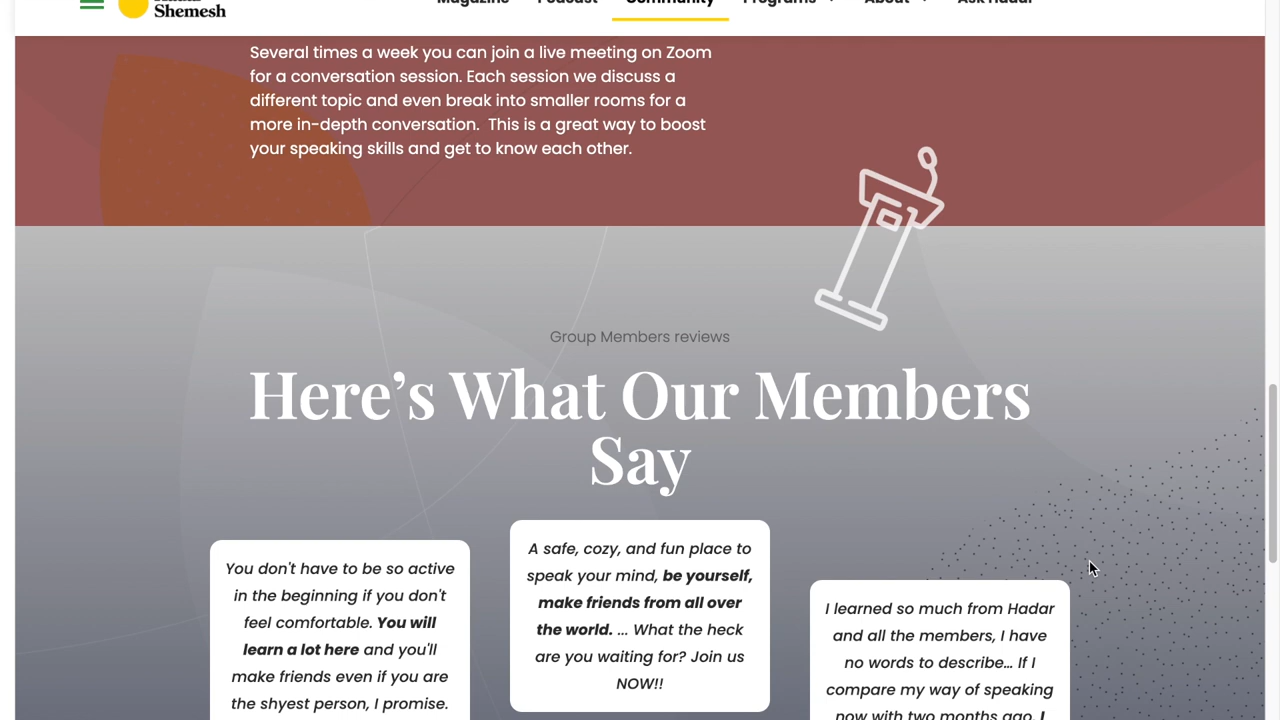 Shemesh
Magazine Podcast Community Programs About Ask Hadar
Several times a week you can join a live meeting on Zoom
for a conversation session. Each session we discuss a
different topic and even break into smaller rooms for a
more in-depth conversation. This is a great way to boost
your speaking skills and get to know each other.
Group Members reviews
Here's What Our Members
Say
You don't have to be so active
in the beginning if you don't
feel comfortable. You will
learn a lot here and you'll
make friends even if you are
the shyest person, I promise.
A safe, cozy, and fun place to
speak your mind, be yourself,
make friends from all over
the world. ... What the heck
are you waiting for? Join us
NOW!!
I learned so much from Hadar
and all the members, I have
no words to describe... If I
compare my way of speaking
now with two months ago, I